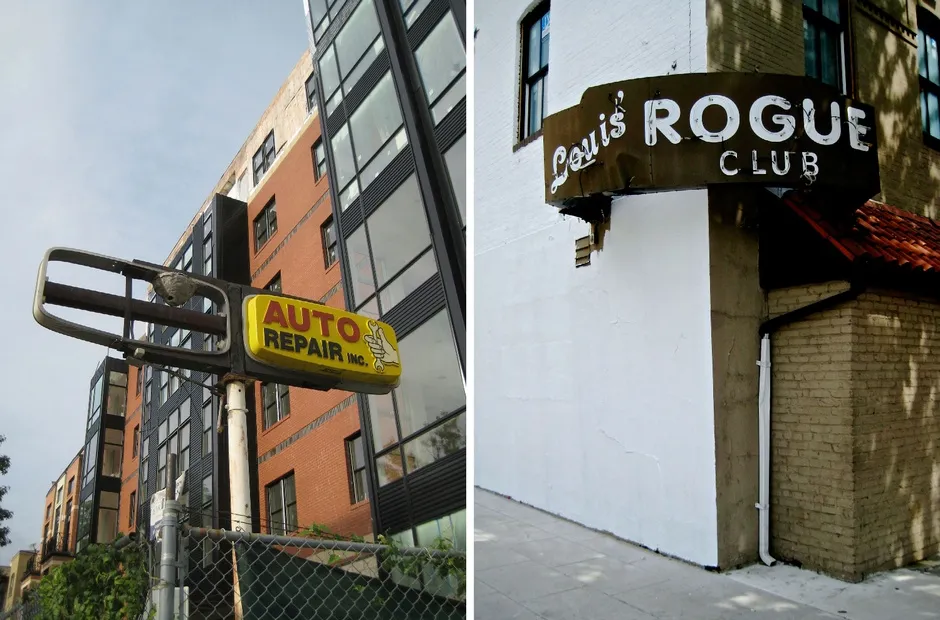 AUTO
REPAIR INC.
Louis' ROGUE
CLUB